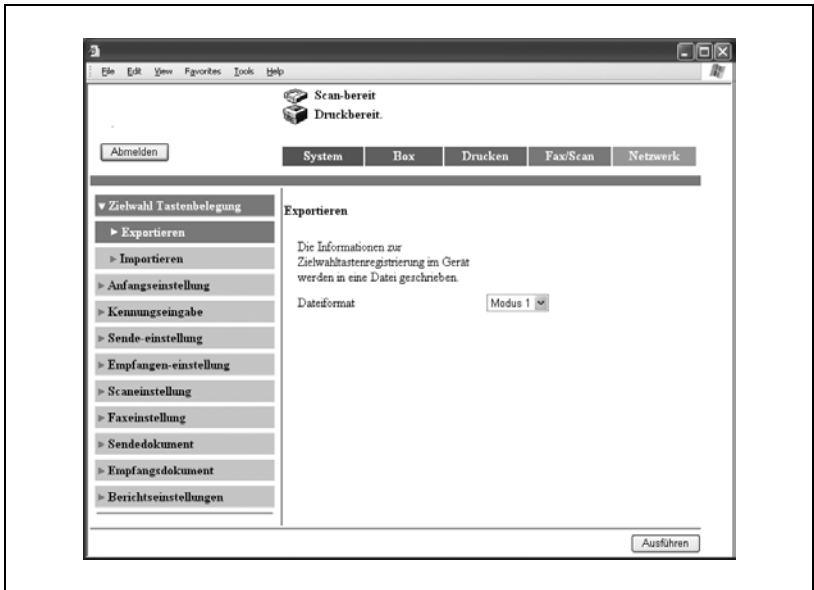 File Edit View Favorites Tools Help
Scan-bereit
Druckbereit.
Abmelden
System Box Drucken Fax/Scan Netzwerk
Zielwahl Tastenbelegung
Exportieren
Importieren
Anfangseinstellung
Kennungseingabe
Sende-einstellung
Empfangen-einstellung
Scaneinstellung
Faxeinstellung
Sendedokument
Empfangsdokument
Berichtseinstellungen
Exportieren
Die Informationen zur
Zielwahltastenregistrierung im Gerät
werden in eine Datei geschrieben.
Dateiformat Modus 1
Ausführen